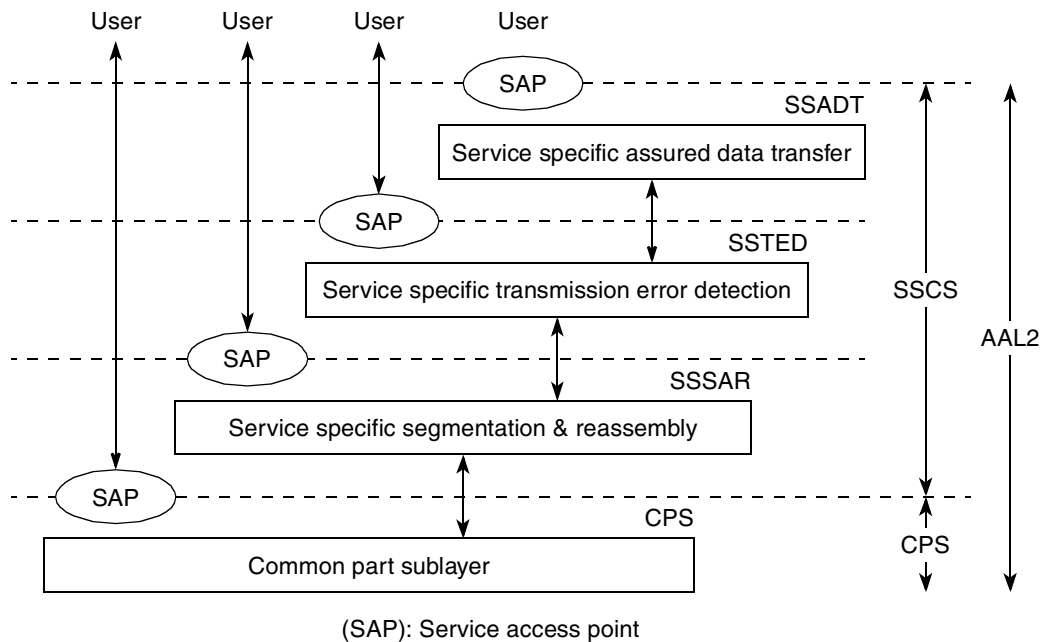 User User User User
SAP
SSADT
Service specific assured data transfer
SAP
SSTED
Service specific transmission error detection
SSCS
AAL2
SAP
SSSAR
Service specific segmentation & reassembly
SAP
CPS
CPS
Common part sublayer
(SAP): Service access point